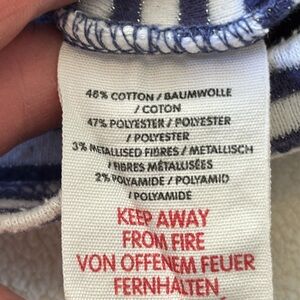 48% COTTON / BAUMWOLLE
/ COTON
47% POLYESTER / POLYESTER
/ POLYESTER
3% METALLISED FIBRES / METALLISCH
/ FIBRES MÉTALLISÉES
2% POLYAMIDE / POLYAMID
/ POLYAMIDE
KEEP AWAY
FROM FIRE
VON OFFENEM FEUER
FERNHALTEN